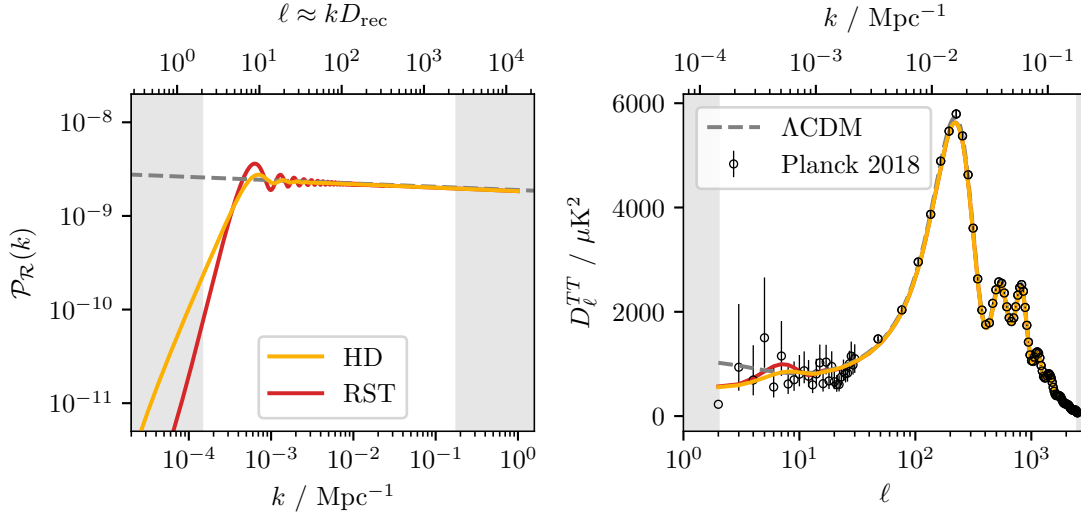 ℓ ≈ kD_rec
10^0 10^1 10^2 10^3 10^4
10^−8
10^−9
10^−10
10^−11
P_R(k)
HD
RST
10^−4 10^−3 10^−2 10^−1 10^0
k / Mpc^−1
k / Mpc^−1
10^−4 10^−3 10^−2 10^−1
6000
4000
2000
0
D_ℓ^TT / μK^2
ΛCDM
Planck 2018
10^0 10^1 10^2 10^3
ℓ